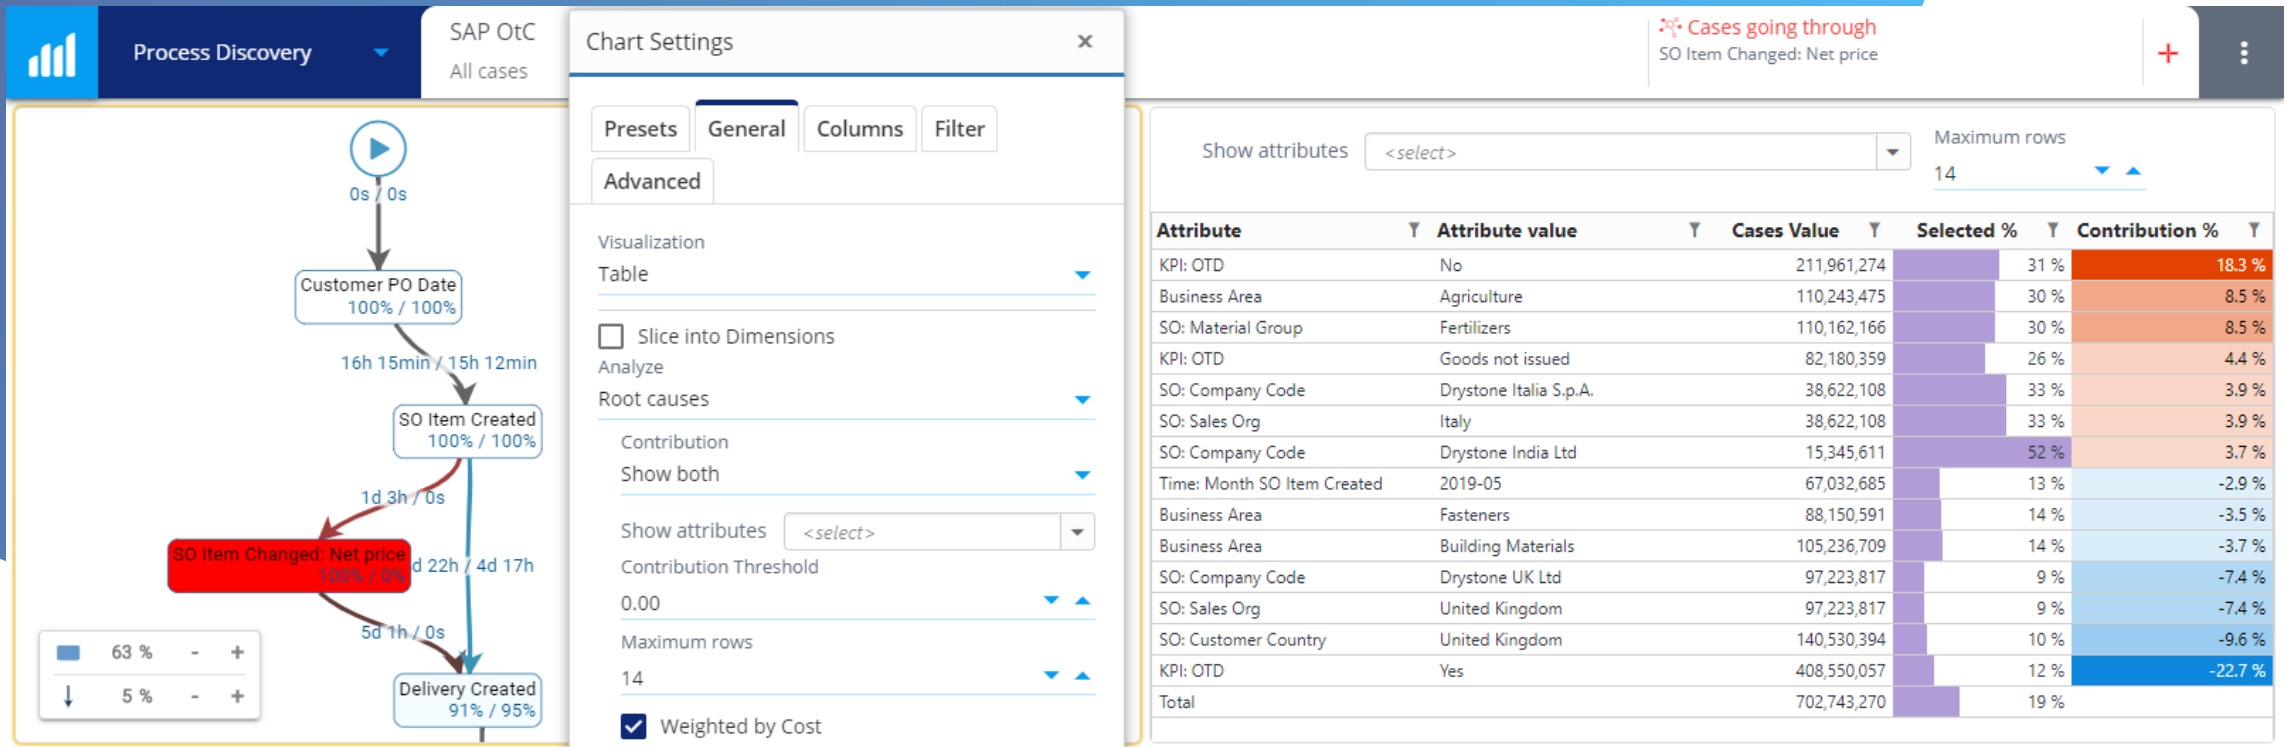 Process Discovery
SAP OtC
All cases
Chart Settings
Cases going through
SO Item Changed: Net price
0s / 0s
Customer PO Date
100% / 100%
16h 15min / 15h 12min
SO Item Created
100% / 100%
1d 3h / 0s
SO Item Changed: Net price
100% / 0%
d 22h / 4d 17h
5d 1h / 0s
Delivery Created
91% / 95%
63 % - +
5 % - +
Presets General Columns Filter
Advanced
Visualization
Table
Slice into Dimensions
Analyze
Root causes
Contribution
Show both
Show attributes <select>
Contribution Threshold
0.00
Maximum rows
14
Weighted by Cost
Show attributes <select>
Maximum rows
14
Attribute Attribute value Cases Value Selected % Contribution %
KPI: OTD No 211,961,274 31 % 18.3 %
Business Area Agriculture 110,243,475 30 % 8.5 %
SO: Material Group Fertilizers 110,162,166 30 % 8.5 %
KPI: OTD Goods not issued 82,180,359 26 % 4.4 %
SO: Company Code Drystone Italia S.p.A. 38,622,108 33 % 3.9 %
SO: Sales Org Italy 38,622,108 33 % 3.9 %
SO: Company Code Drystone India Ltd 15,345,611 52 % 3.7 %
Time: Month SO Item Created 2019-05 67,032,685 13 % -2.9 %
Business Area Fasteners 88,150,591 14 % -3.5 %
Business Area Building Materials 105,236,709 14 % -3.7 %
SO: Company Code Drystone UK Ltd 97,223,817 9 % -7.4 %
SO: Sales Org United Kingdom 97,223,817 9 % -7.4 %
SO: Customer Country United Kingdom 140,530,394 10 % -9.6 %
KPI: OTD Yes 408,550,057 12 % -22.7 %
Total 702,743,270 19 %